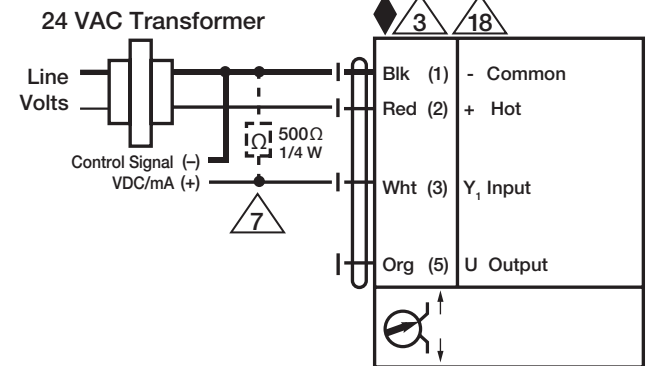 24 VAC Transformer
3
18
Line
Volts
Blk (1) - Common
Red (2) + Hot
Ω 500Ω
1/4 W
Control Signal (–)
VDC/mA (+)
Wht (3) Y1 Input
7
Org (5) U Output